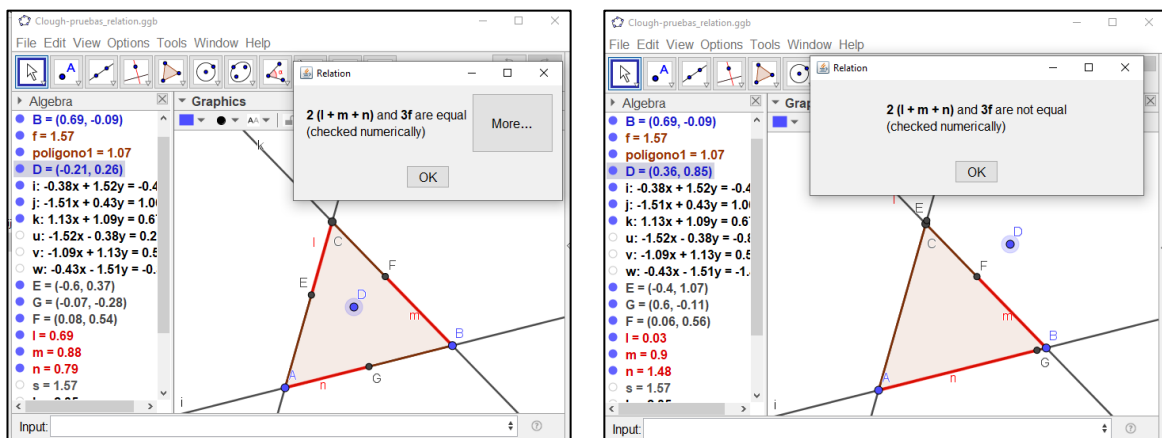 Clough-pruebas_relation.ggb
File Edit View Options Tools Window Help
A
α
Relation
2 (l + m + n) and 3f are equal
(checked numerically)
More...
OK
Algebra
Graphics
AA
B = (0.69, -0.09)
f = 1.57
poligono1 = 1.07
D = (-0.21, 0.26)
i: -0.38x + 1.52y = -0.4
j: -1.51x + 0.43y = 1.0
k: 1.13x + 1.09y = 0.6
u: -1.52x - 0.38y = 0.2
v: -1.09x + 1.13y = 0.5
w: -0.43x - 1.51y = -0.
E = (-0.6, 0.37)
G = (-0.07, -0.28)
F = (0.08, 0.54)
l = 0.69
m = 0.88
n = 0.79
s = 1.57
k
l
C
F
E
D
m
B
A
n
G
i
Input:
Clough-pruebas_relation.ggb
File Edit View Options Tools Window Help
A
Relation
2 (l + m + n) and 3f are not equal
(checked numerically)
OK
Algebra
B = (0.69, -0.09)
f = 1.57
poligono1 = 1.07
D = (0.36, 0.85)
i: -0.38x + 1.52y = -0.4
j: -1.51x + 0.43y = 1.0
k: 1.13x + 1.09y = 0.6
u: -1.52x - 0.38y = -0.
v: -1.09x + 1.13y = 0.5
w: -0.43x - 1.51y = -1.
E = (-0.4, 1.07)
G = (0.6, -0.11)
F = (0.06, 0.56)
l = 0.03
m = 0.9
n = 1.48
s = 1.57
l
E
C
D
F
m
B
A
n
G
i
Input: